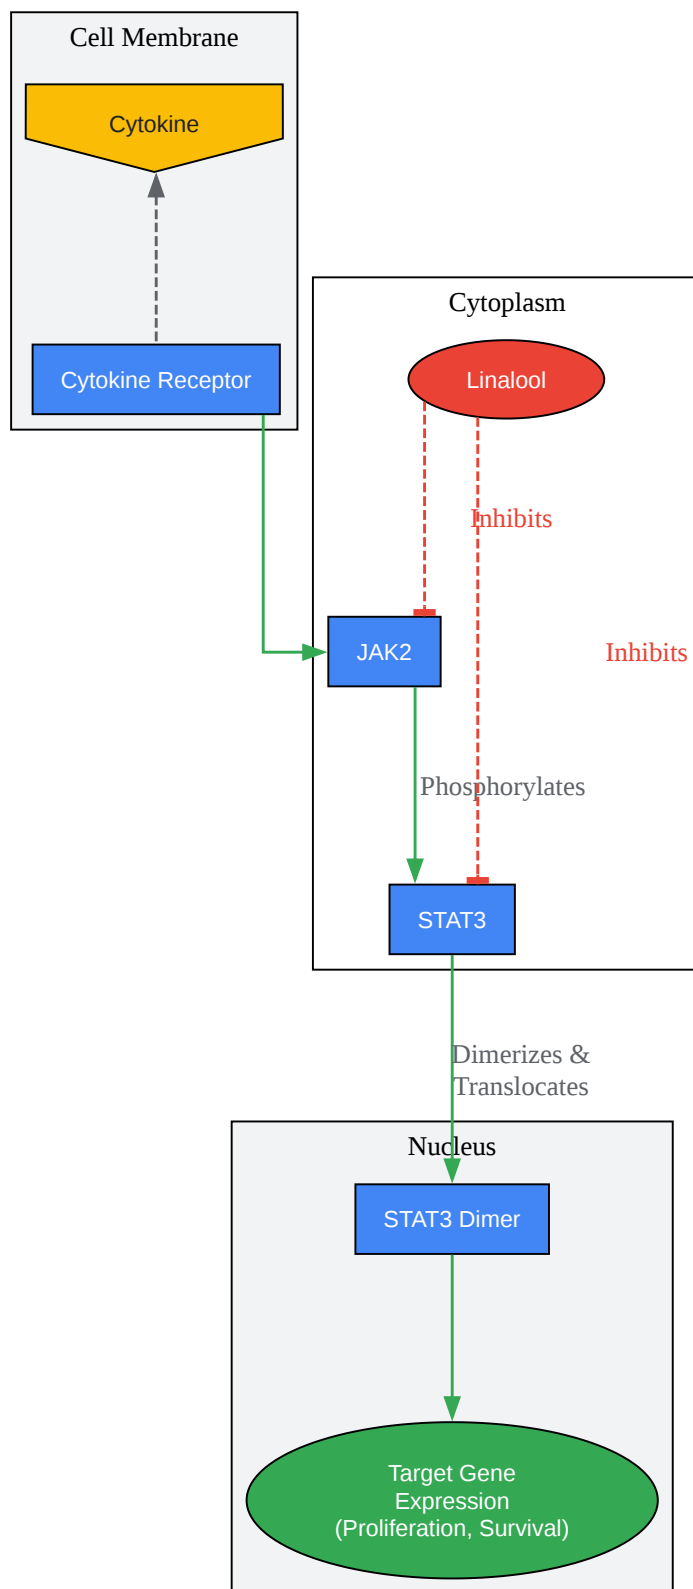 Cell Membrane
Cytokine
Cytokine Receptor
Cytoplasm
Linalool
Inhibits
JAK2
Inhibits
Phosphorylates
STAT3
Dimerizes &
Translocates
Nucleus
STAT3 Dimer
Target Gene
Expression
(Proliferation, Survival)